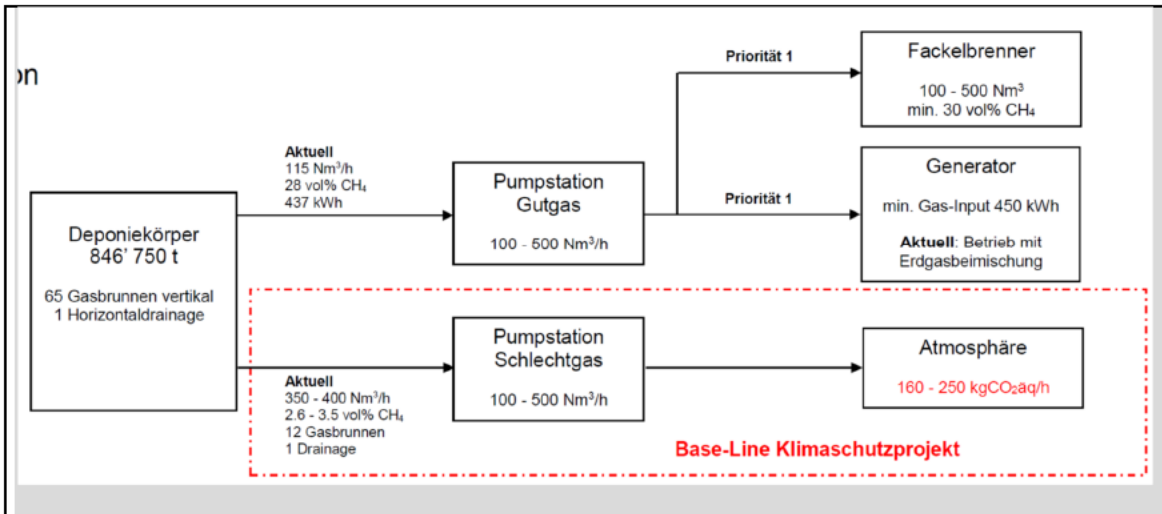 on
Deponiekörper
846' 750 t
65 Gasbrunnen vertikal
1 Horizontaldrainage
Aktuell
115 Nm³/h
28 vol% CH₄
437 kWh
Pumpstation
Gutgas
100 - 500 Nm³/h
Priorität 1
Fackelbrenner
100 - 500 Nm³
min. 30 vol% CH₄
Priorität 1
Generator
min. Gas-Input 450 kWh
Aktuell: Betrieb mit
Erdgasbeimischung
Aktuell
350 - 400 Nm³/h
2.6 - 3.5 vol% CH₄
12 Gasbrunnen
1 Drainage
Pumpstation
Schlechtgas
100 - 500 Nm³/h
Atmosphäre
160 - 250 kgCO₂äq/h
Base-Line Klimaschutzprojekt